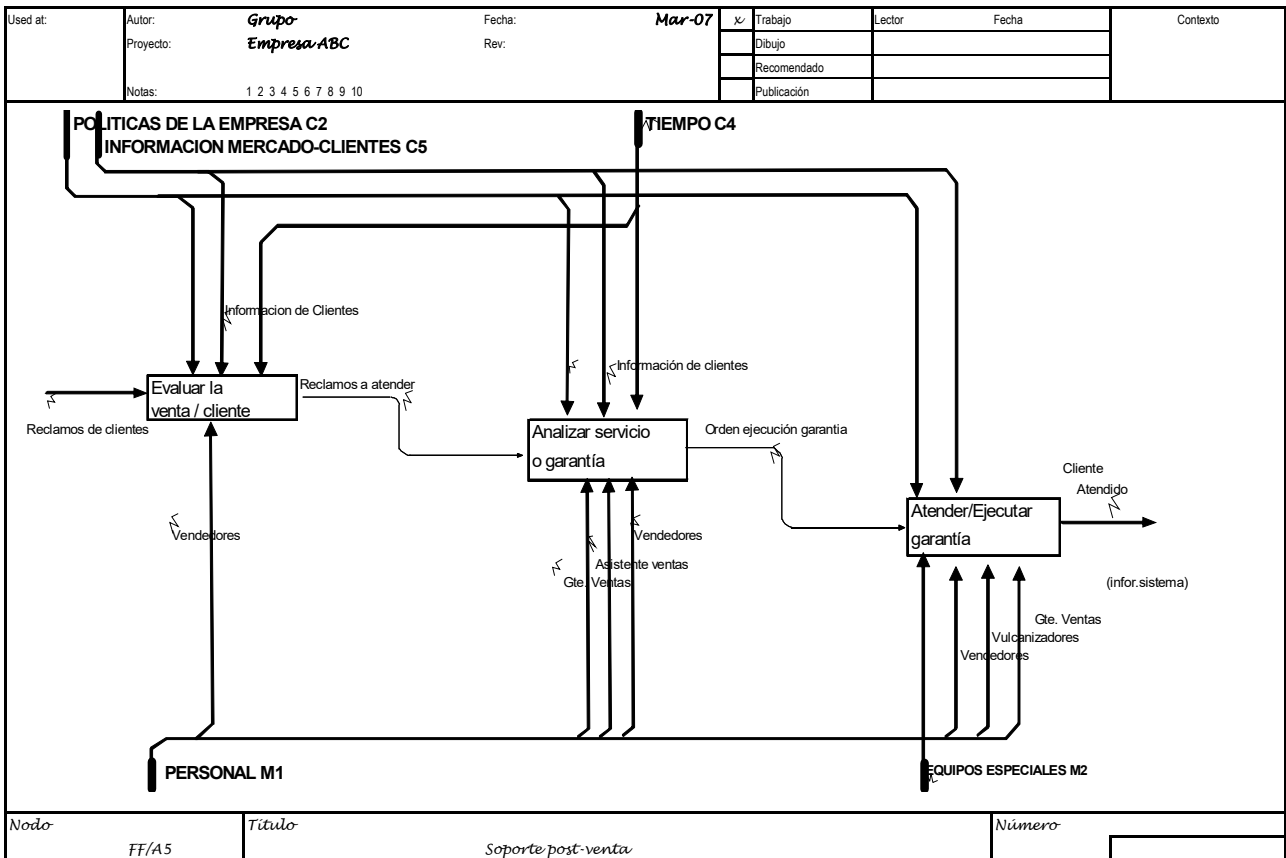 Used at:
Autor:
Grupo
Fecha:
Mar-07
x
Trabajo
Lector
Fecha
Contexto
Proyecto:
Empresa ABC
Rev:
Dibujo
Recomendado
Notas:
1 2 3 4 5 6 7 8 9 10
Publicación
POLITICAS DE LA EMPRESA C2
TIEMPO C4
INFORMACION MERCADO-CLIENTES C5
Informacion de Clientes
Información de clientes
Evaluar la
venta / cliente
Reclamos a atender
Reclamos de clientes
Analizar servicio
o garantía
Orden ejecución garantia
Cliente
Atendido
Atender/Ejecutar
garantía
Vendedores
Vendedores
Asistente ventas
Gte. Ventas
(infor.sistema)
Gte. Ventas
Vulcanizadores
Vendedores
PERSONAL M1
EQUIPOS ESPECIALES M2
Nodo
Título
Número
FF/A5
Soporte post-venta